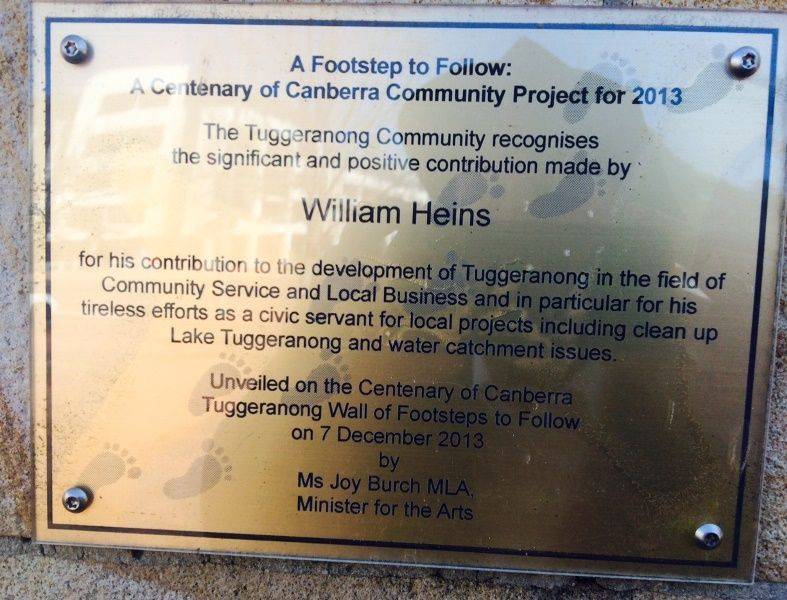 A Footstep to Follow:
A Centenary of Canberra Community Project for 2013
The Tuggeranong Community recognises
the significant and positive contribution made by
William Heins
for his contribution to the development of Tuggeranong in the field of
Community Service and Local Business and in particular for his
tireless efforts as a civic servant for local projects including clean up
Lake Tuggeranong and water catchment issues.
Unveiled on the Centenary of Canberra
Tuggeranong Wall of Footsteps to Follow
on 7 December 2013
by
Ms Joy Burch MLA,
Minister for the Arts